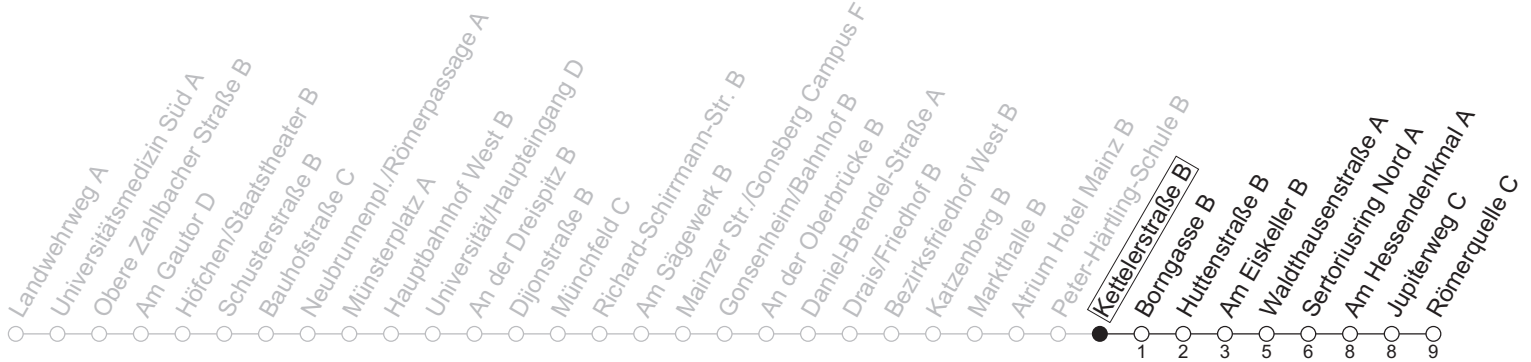 Landwehrweg A
Universitätsmedizin Süd A
Obere Zahlbacher Straße B
Am Gautor D
Höfchen/Staatstheater B
Schusterstraße B
Bauhofstraße C
Neubrunnenpl./Römerpassage A
Münsterplatz A
Hauptbahnhof West B
Universität/Haupteingang D
An der Dreispitz B
Dijonstraße B
Münchfeld C
Richard-Schirrmann-Str. B
Am Sägewerk B
Mainzer Str./Gonsberg Campus F
Gonsenheim/Bahnhof B
An der Oberbrücke B
Daniel-Brendel-Straße A
Drais/Friedhof B
Bezirksfriedhof West B
Katzenberg B
Markthalle B
Atrium Hotel Mainz B
Peter-Härtling-Schule B
Kettelerstraße B
Borngasse B
Huttenstraße B
Am Eiskeller B
Waldthausenstraße A
Sertoriusring Nord A
Am Hessendenkmal A
Jupiterweg C
Römerquelle C
1 2 3 5 6 8 8 9